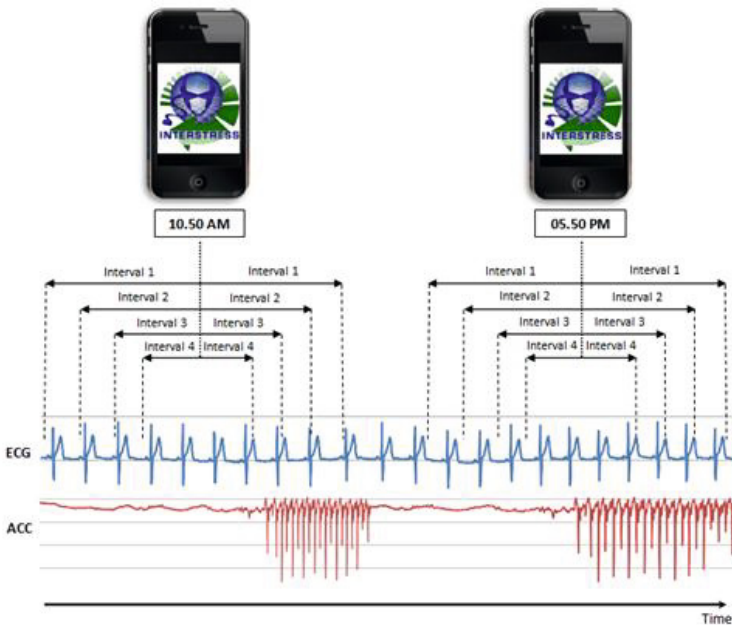 INTERSTRESS
INTERSTRESS
10.50 AM
05.50 PM
Interval 1 Interval 1 Interval 1 Interval 1
Interval 2 Interval 2 Interval 2 Interval 2
Interval 3 Interval 3 Interval 3 Interval 3
Interval 4 Interval 4 Interval 4 Interval 4
ECG
ACC
Time